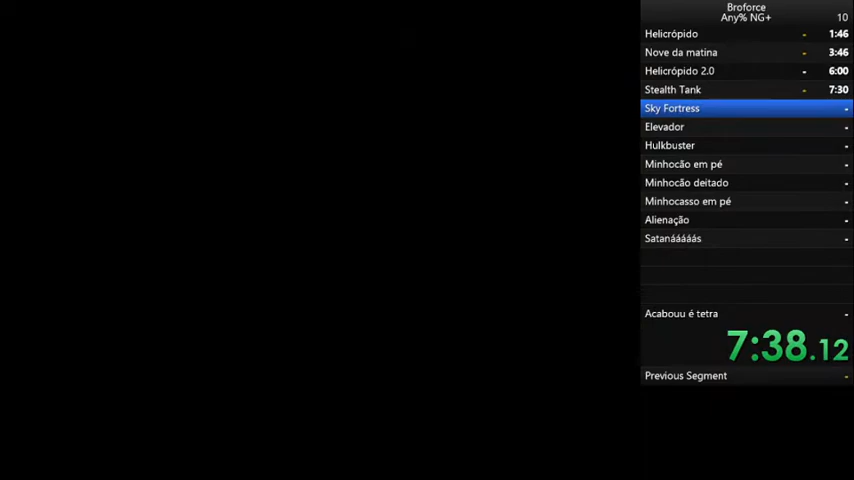 Broforce
Any% NG+ 10
Helicrópido - 1:46
Nove da matina - 3:46
Helicrópido 2.0 - 6:00
Stealth Tank - 7:30
Sky Fortress -
Elevador -
Hulkbuster -
Minhocão em pé -
Minhocão deitado -
Minhocasso em pé -
Alienação -
Satanááááás -
Acabouu é tetra -
7:38.12
Previous Segment -